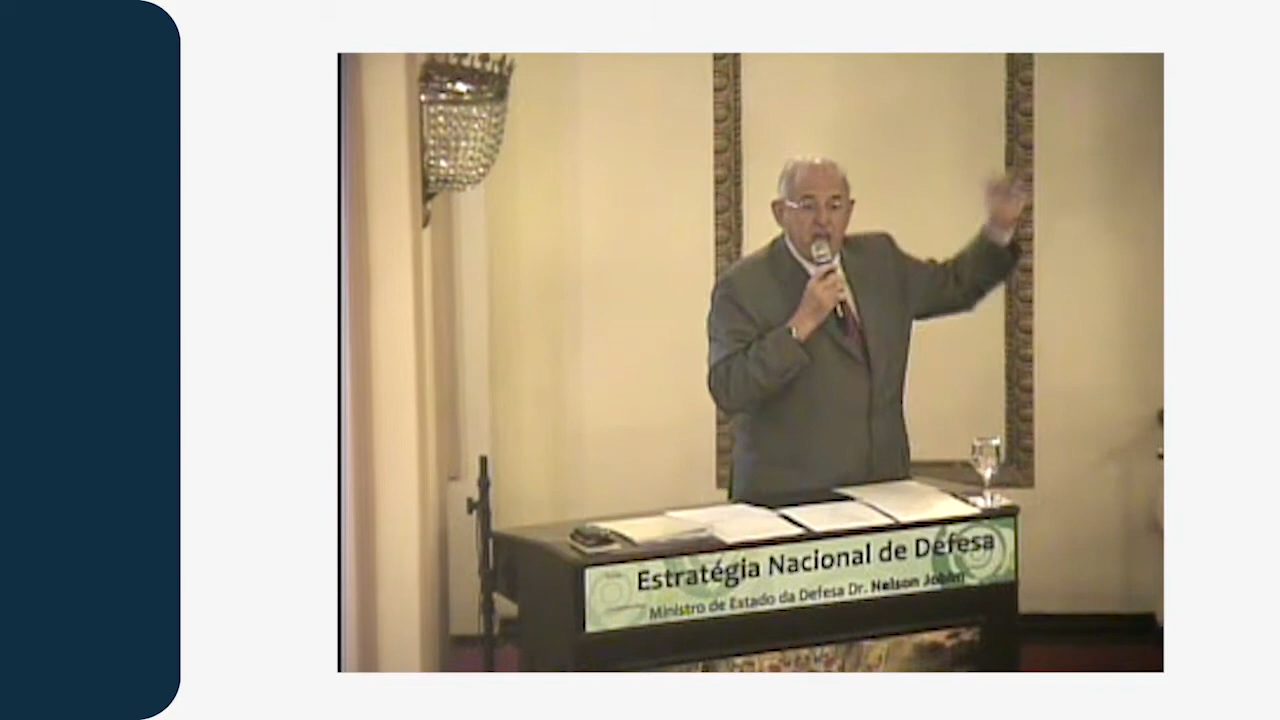 Estratégia Nacional de Defesa
Ministro de Estado da Defesa Dr. Nelson Jobim